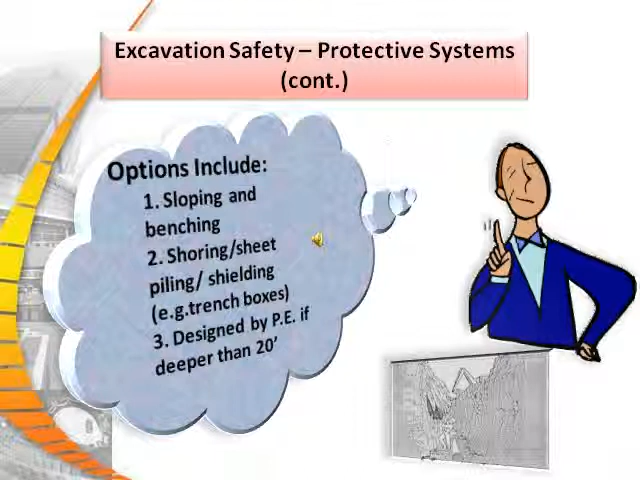 Excavation Safety – Protective Systems
(cont.)
Options Include:
1. Sloping and
benching
2. Shoring/sheet
piling/ shielding
(e.g.trench boxes)
3. Designed by P.E. if
deeper than 20’